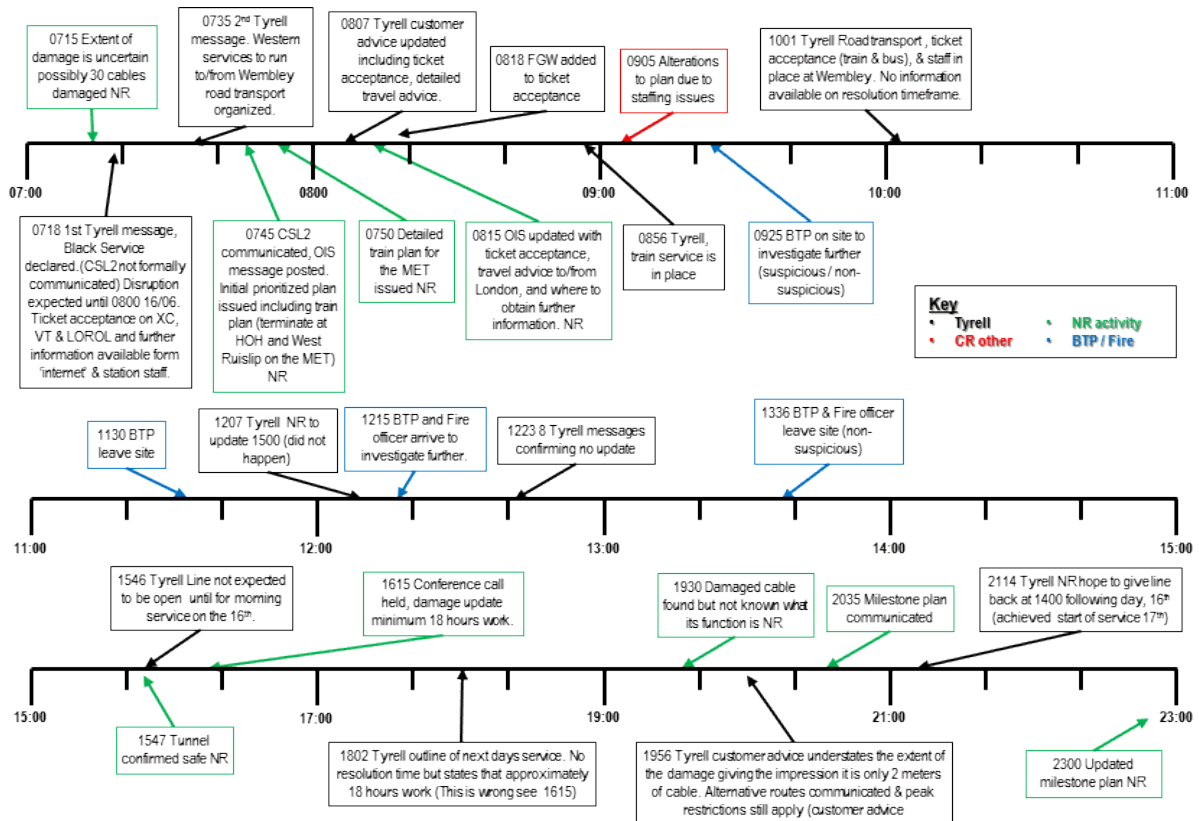 0715 Extent of
damage is uncertain
possibly 30 cables
damaged NR
0735 2nd Tyrell
message. Western
services to run
to/from Wembley
road transport
organized.
0807 Tyrell customer
advice updated
including ticket
acceptance, detailed
travel advice.
0818 FGW added
to ticket
acceptance
0905 Alterations
to plan due to
staffing issues
1001 Tyrell Road transport , ticket
acceptance (train & bus), & staff in
place at Wembley. No information
available on resolution timeframe.
07:00
08:00
09:00
10:00
11:00
0718 1st Tyrell message,
Black Service
declared. (CSL2 not formally
communicated) Disruption
expected until 0800 16/06.
Ticket acceptance on XC,
VT & LOROL and further
information available form
'internet' & station staff.
0745 CSL2
communicated, OIS
message posted.
Initial prioritized plan
issued including train
plan (terminate at
HOH and West
Ruislip on the MET)
NR
0750 Detailed
train plan for
the MET
issued NR
0815 OIS updated with
ticket acceptance,
travel advice to/from
London, and where to
obtain further
information. NR
0856 Tyrell,
train service is
in place
0925 BTP on site to
investigate further
(suspicious / non-
suspicious)
Key
• Tyrell
• NR activity
• CR other
• BTP / Fire
1130 BTP
leave site
1207 Tyrell NR to
update 1500 (did not
happen)
1215 BTP and Fire
officer arrive to
investigate further.
1223 8 Tyrell messages
confirming no update
1336 BTP & Fire officer
leave site (non-
suspicious)
11:00
12:00
13:00
14:00
15:00
1546 Tyrell Line not expected
to be open until for morning
service on the 16th.
1615 Conference call
held, damage update
minimum 18 hours work.
1930 Damaged cable
found but not known what
its function is NR
2035 Milestone plan
communicated
2114 Tyrell NR hope to give line
back at 1400 following day, 16th
(achieved start of service 17th)
15:00
17:00
19:00
21:00
23:00
1547 Tunnel
confirmed safe NR
1802 Tyrell outline of next days service. No
resolution time but states that approximately
18 hours work (This is wrong see 1615)
1956 Tyrell customer advice understates the extent of
the damage giving the impression it is only 2 meters
of cable. Alternative routes communicated & peak
restrictions still apply (customer advice
2300 Updated
milestone plan NR